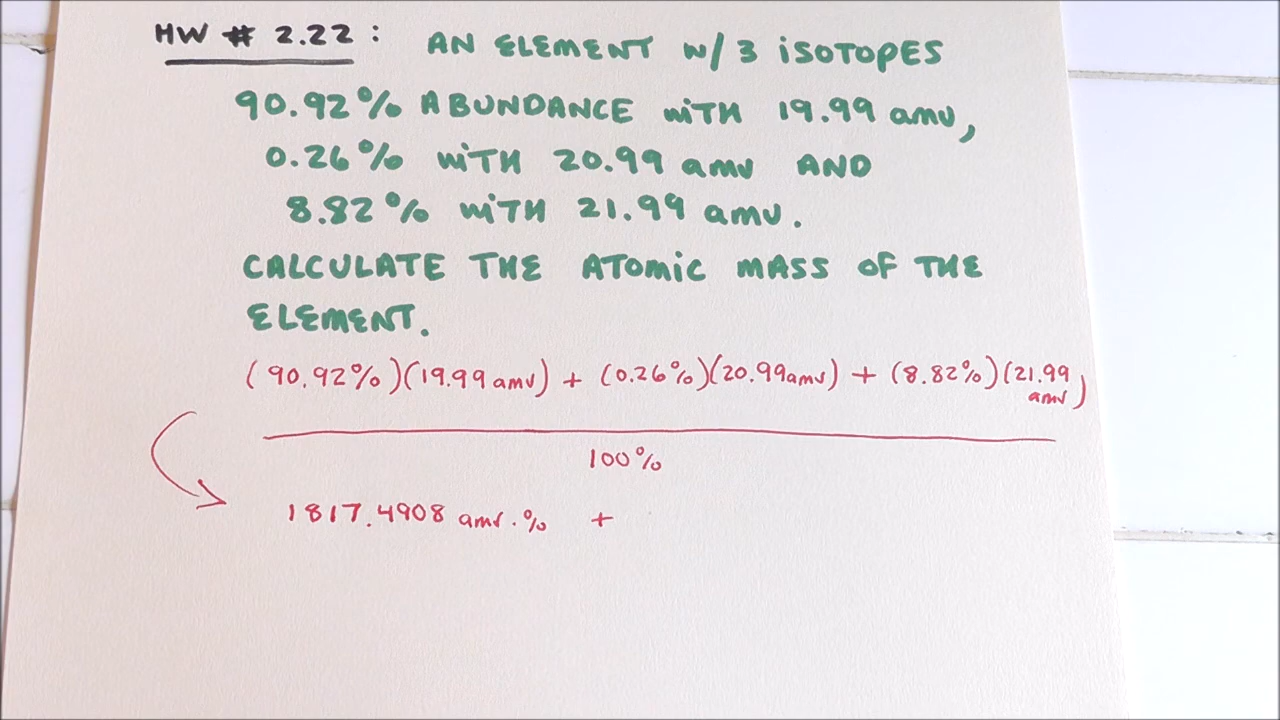 HW # 2.22: AN ELEMENT W/ 3 ISOTOPES
90.92% ABUNDANCE WITH 19.99 amu,
0.26% WITH 20.99 amu AND
8.82% WITH 21.99 amu.
CALCULATE THE ATOMIC MASS OF THE
ELEMENT.
(90.92%)(19.99 amu) + (0.26%)(20.99 amu) + (8.82%)(21.99
amu)
100%
1817.4908 amu·% +